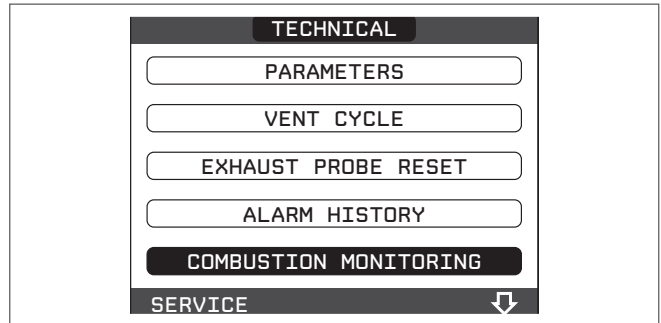 TECHNICAL
PARAMETERS
VENT CYCLE
EXHAUST PROBE RESET
ALARM HISTORY
COMBUSTION MONITORING
SERVICE